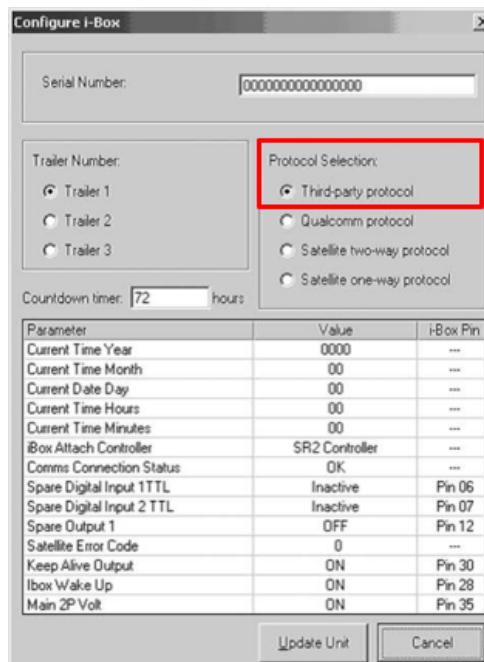 Configure i-Box
Serial Number: 0000000000000000
Trailer Number:
Trailer 1
Trailer 2
Trailer 3
Protocol Selection:
Third-party protocol
Qualcomm protocol
Satellite two-way protocol
Satellite one-way protocol
Countdown timer: 72 hours
Parameter Value i-Box Pin
Current Time Year 0000 ---
Current Time Month 00 ---
Current Date Day 00 ---
Current Time Hours 00 ---
Current Time Minutes 00 ---
iBox Attach Controller SR2 Controller ---
Comms Connection Status OK ---
Spare Digital Input 1TTL Inactive Pin 06
Spare Digital Input 2 TTL Inactive Pin 07
Spare Output 1 OFF Pin 12
Satellite Error Code 0 ---
Keep Alive Output ON Pin 30
Ibox Wake Up ON Pin 28
Main 2P Volt ON Pin 35
Update Unit Cancel